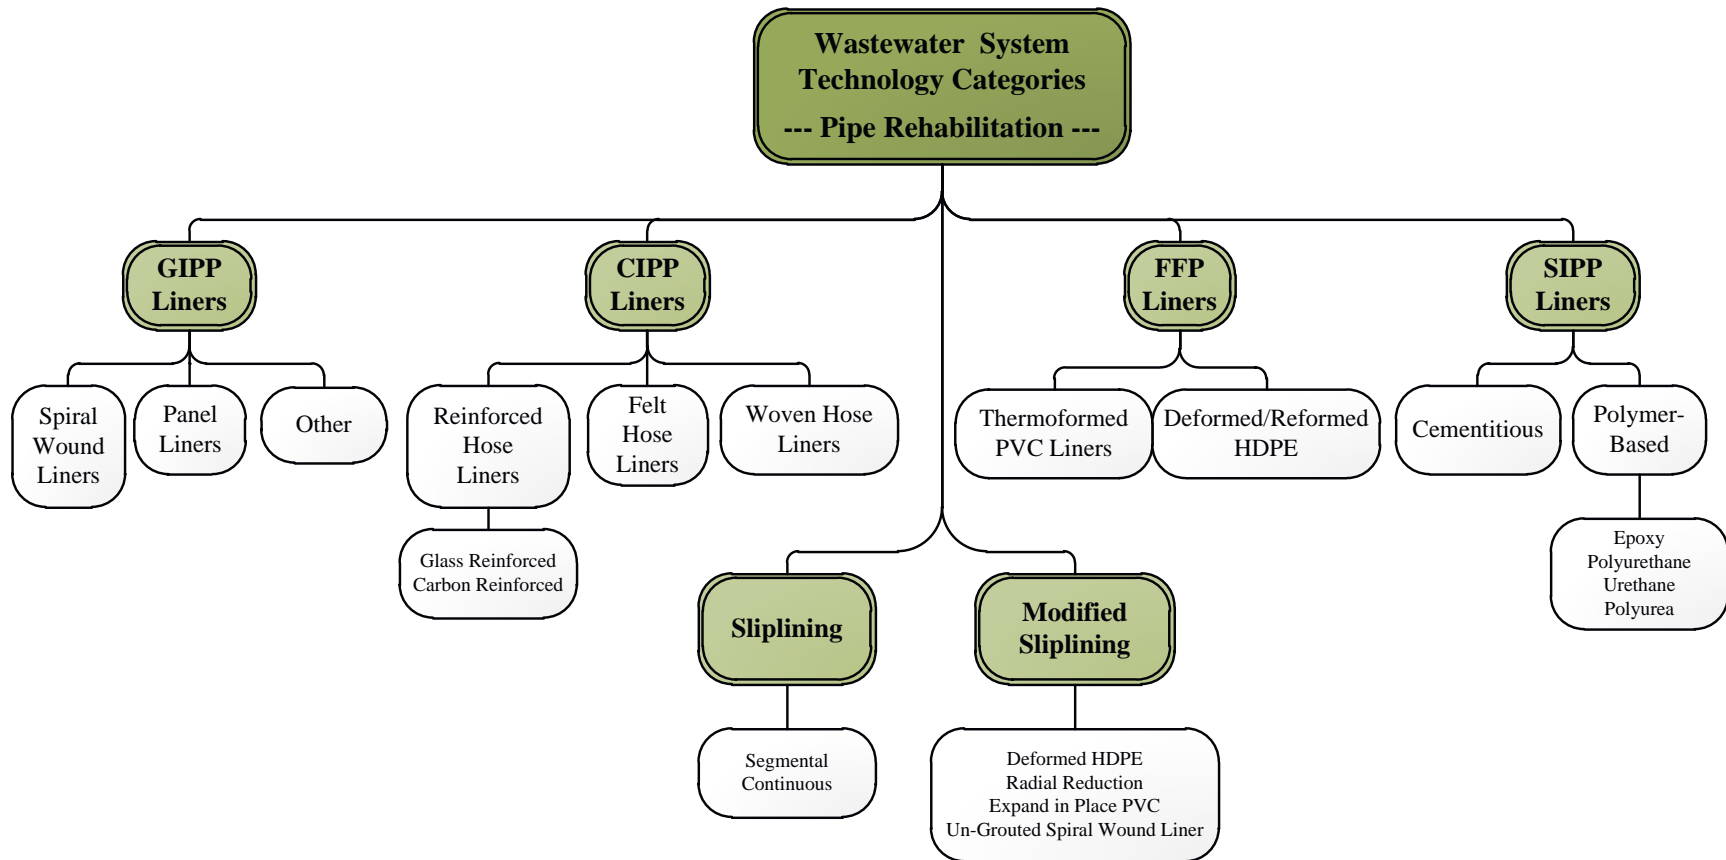 Wastewater System
Technology Categories
--- Pipe Rehabilitation ---
GIPP
Liners
CIPP
Liners
FFP
Liners
SIPP
Liners
Spiral
Wound
Liners
Panel
Liners
Other
Reinforced
Hose
Liners
Felt
Hose
Liners
Woven Hose
Liners
Thermoformed
PVC Liners
Deformed/Reformed
HDPE
Cementitious
Polymer-
Based
Glass Reinforced
Carbon Reinforced
Epoxy
Polyurethane
Urethane
Polyurea
Sliplining
Modified
Sliplining
Segmental
Continuous
Deformed HDPE
Radial Reduction
Expand in Place PVC
Un-Grouted Spiral Wound Liner